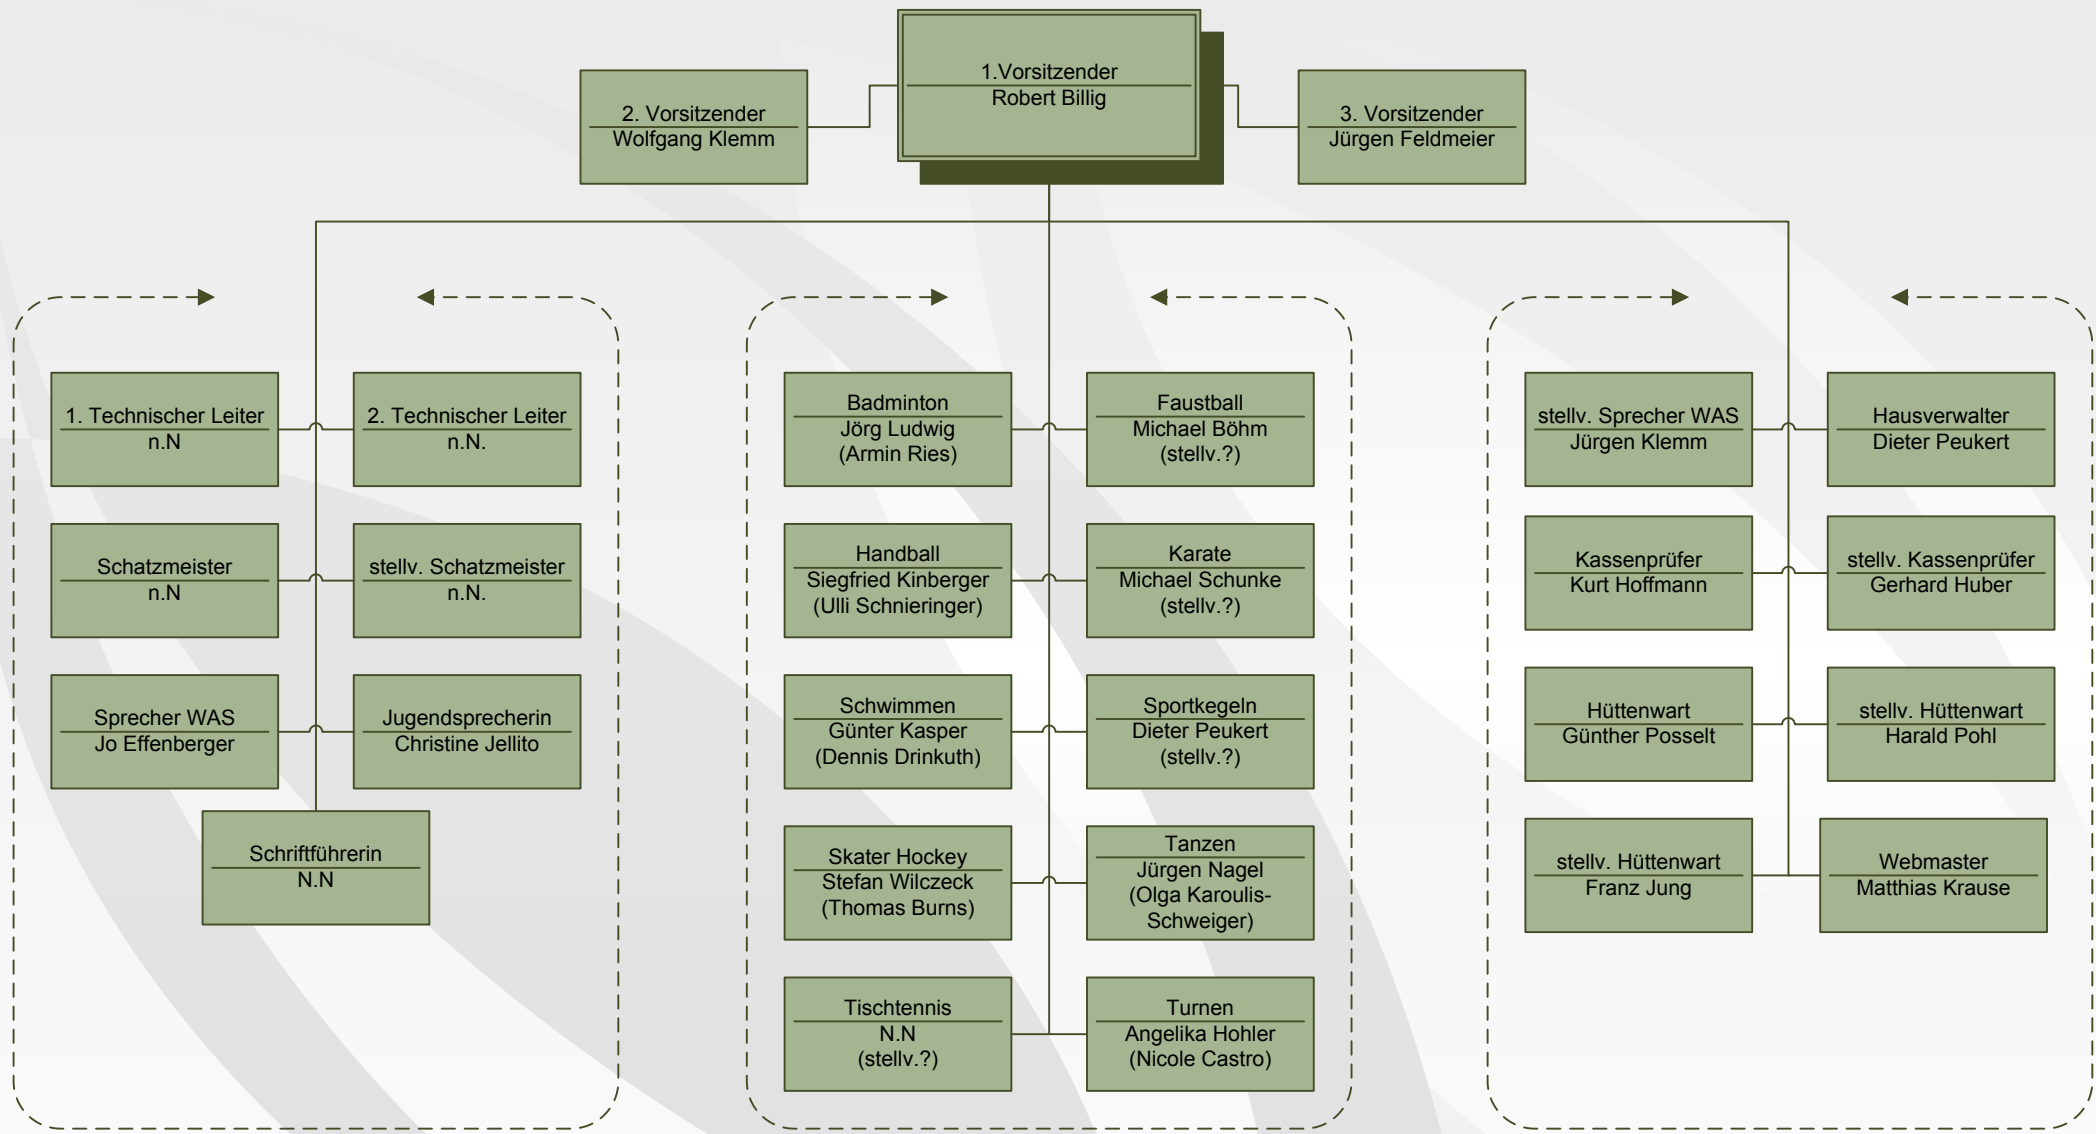 1.Vorsitzender
Robert Billig
2. Vorsitzender
Wolfgang Klemm
3. Vorsitzender
Jürgen Feldmeier
1. Technischer Leiter
n.N
2. Technischer Leiter
n.N.
Schatzmeister
n.N
stellv. Schatzmeister
n.N.
Sprecher WAS
Jo Effenberger
Jugendsprecherin
Christine Jellito
Schriftführerin
N.N
Badminton
Jörg Ludwig
(Armin Ries)
Faustball
Michael Böhm
(stellv.?)
Handball
Siegfried Kinberger
(Ulli Schnieringer)
Karate
Michael Schunke
(stellv.?)
Schwimmen
Günter Kasper
(Dennis Drinkuth)
Sportkegeln
Dieter Peukert
(stellv.?)
Skater Hockey
Stefan Wilczeck
(Thomas Burns)
Tanzen
Jürgen Nagel
(Olga Karoulis-
Schweiger)
Tischtennis
N.N
(stellv.?)
Turnen
Angelika Hohler
(Nicole Castro)
stellv. Sprecher WAS
Jürgen Klemm
Hausverwalter
Dieter Peukert
Kassenprüfer
Kurt Hoffmann
stellv. Kassenprüfer
Gerhard Huber
Hüttenwart
Günther Posselt
stellv. Hüttenwart
Harald Pohl
stellv. Hüttenwart
Franz Jung
Webmaster
Matthias Krause